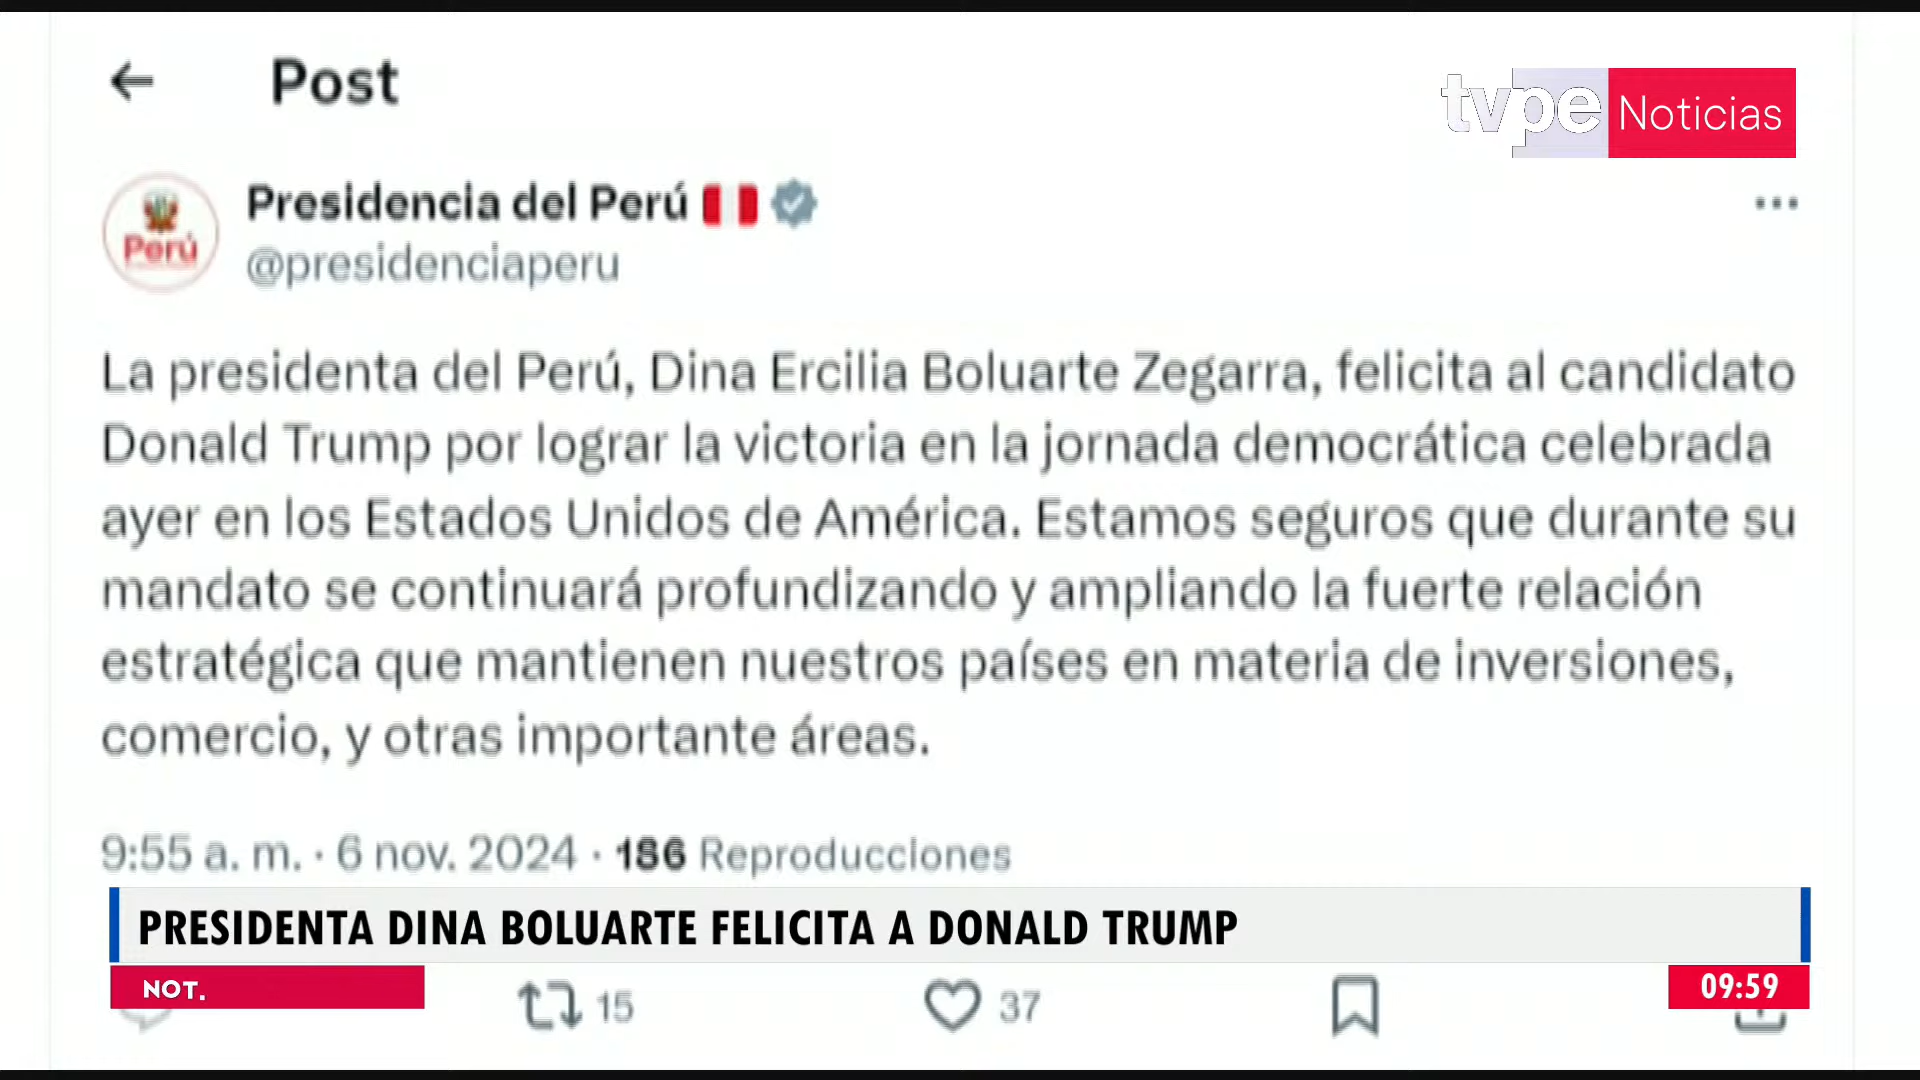 Post
tvpe Noticias
Presidencia del Perú
Perú
@presidenciaperu
La presidenta del Perú, Dina Ercilia Boluarte Zegarra, felicita al candidato
Donald Trump por lograr la victoria en la jornada democrática celebrada
ayer en los Estados Unidos de América. Estamos seguros que durante su
mandato se continuará profundizando y ampliando la fuerte relación
estratégica que mantienen nuestros países en materia de inversiones,
comercio, y otras importante áreas.
9:55 a. m. · 6 nov. 2024 · 186 Reproducciones
PRESIDENTA DINA BOLUARTE FELICITA A DONALD TRUMP
NOT.
15
37
09:59